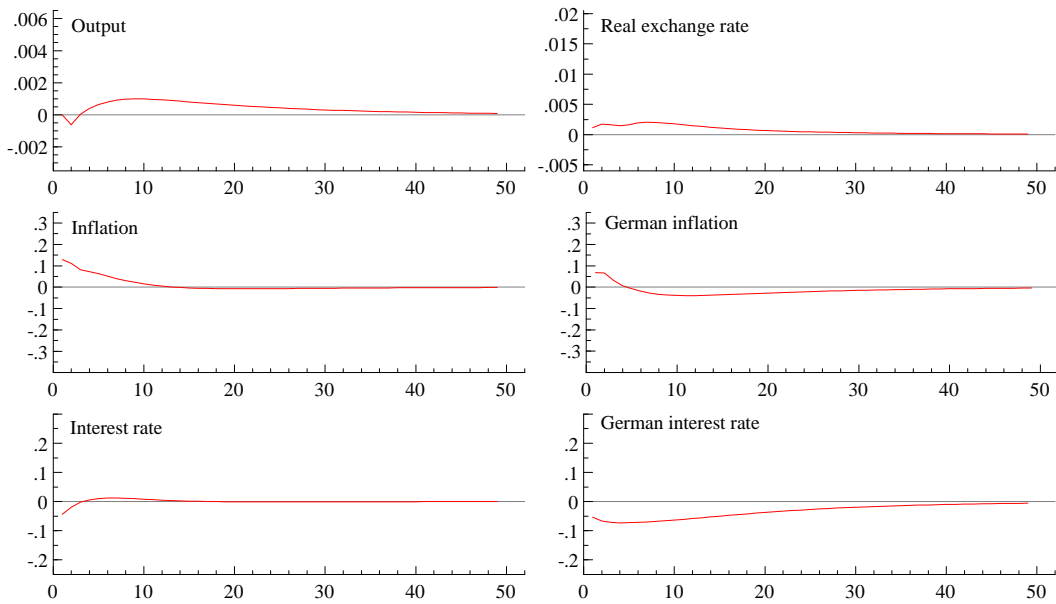 Output
.006
.004
.002
0
-.002
0 10 20 30 40 50
Real exchange rate
.02
.015
.01
.005
0
-.005
0 10 20 30 40 50
Inflation
.3
.2
.1
0
-.1
-.2
-.3
0 10 20 30 40 50
German inflation
.3
.2
.1
0
-.1
-.2
-.3
0 10 20 30 40 50
Interest rate
.2
.1
0
-.1
-.2
0 10 20 30 40 50
German interest rate
.2
.1
0
-.1
-.2
0 10 20 30 40 50